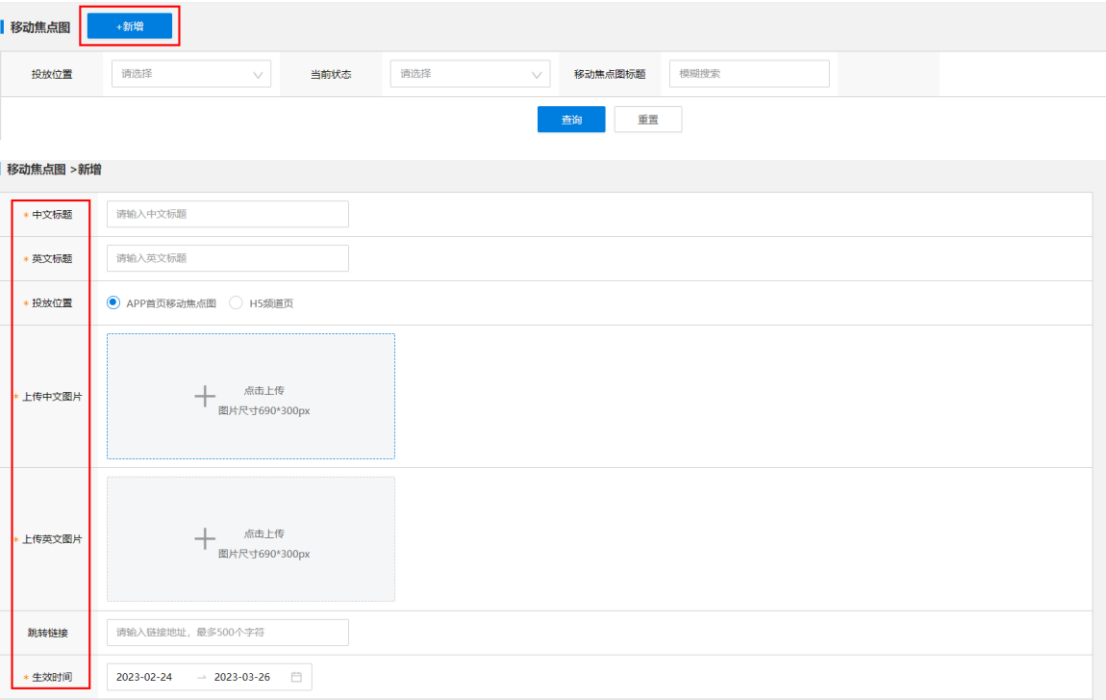 移动焦点图 +新增
投放位置 请选择 当前状态 请选择 移动焦点图标题 模糊搜索
查询 重置
移动焦点图 >新增
* 中文标题 请输入中文标题
* 英文标题 请输入英文标题
* 投放位置 APP首页移动焦点图 H5频道页
* 上传中文图片 点击上传
图片尺寸690*300px
* 上传英文图片 点击上传
图片尺寸690*300px
跳转链接 请输入链接地址，最多500个字符
* 生效时间 2023-02-24 → 2023-03-26